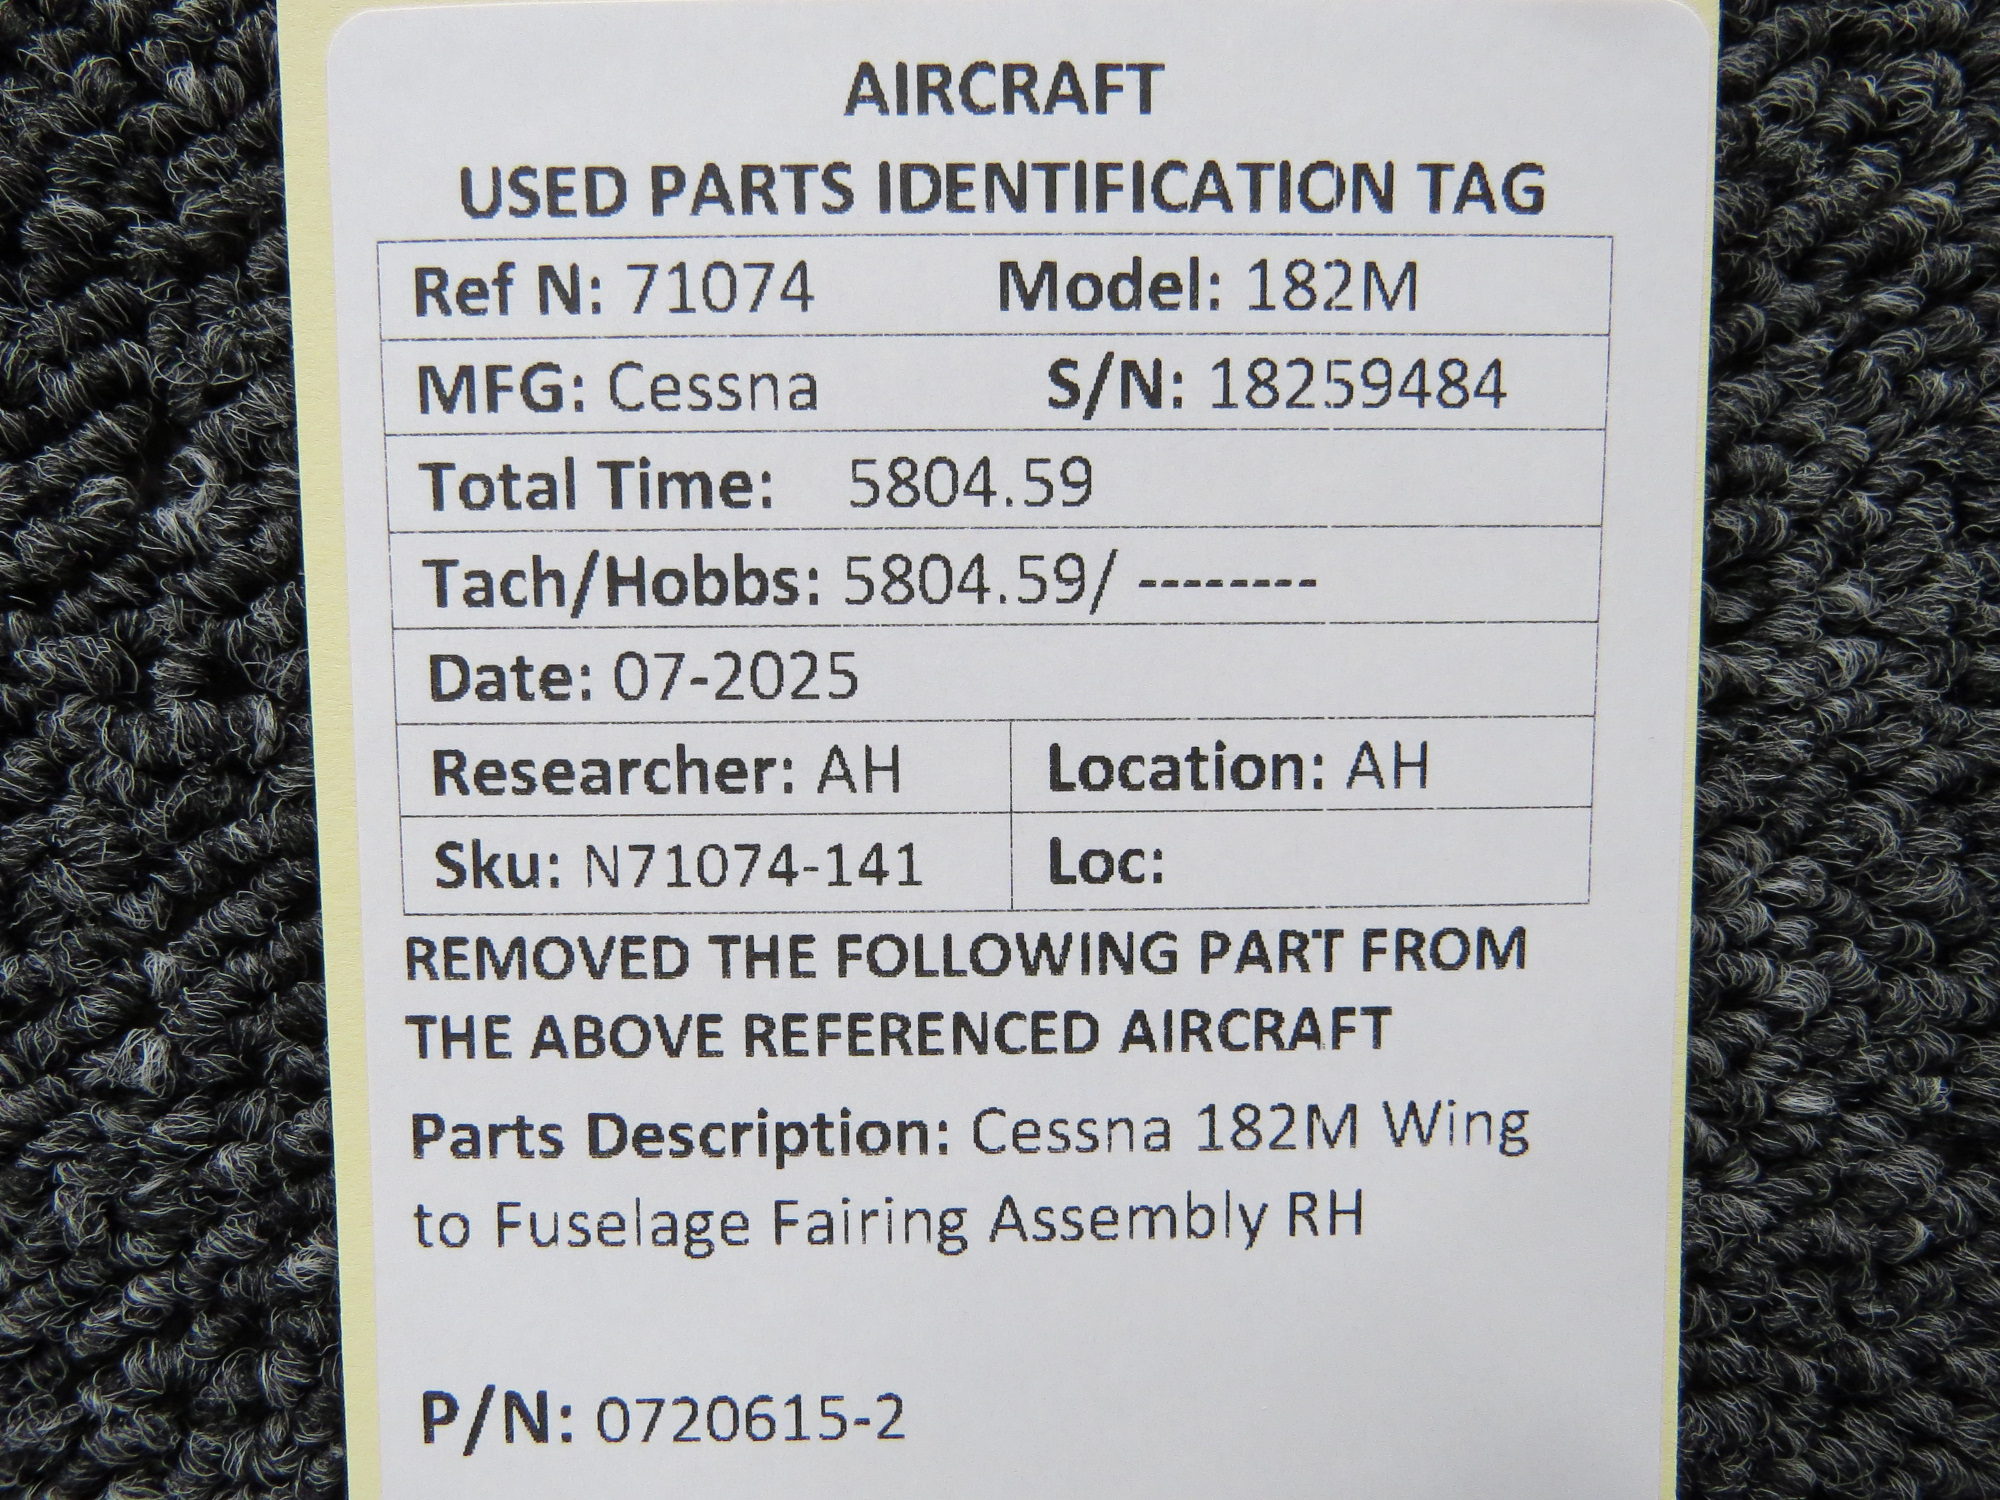 AIRCRAFT
USED PARTS IDENTIFICATION TAG
Ref N: 71074 Model: 182M
MFG: Cessna S/N: 18259484
Total Time: 5804.59
Tach/Hobbs: 5804.59/ --------
Date: 07-2025
Researcher: AH Location: AH
Sku: N71074-141 Loc:
REMOVED THE FOLLOWING PART FROM
THE ABOVE REFERENCED AIRCRAFT
Parts Description: Cessna 182M Wing
to Fuselage Fairing Assembly RH
P/N: 0720615-2